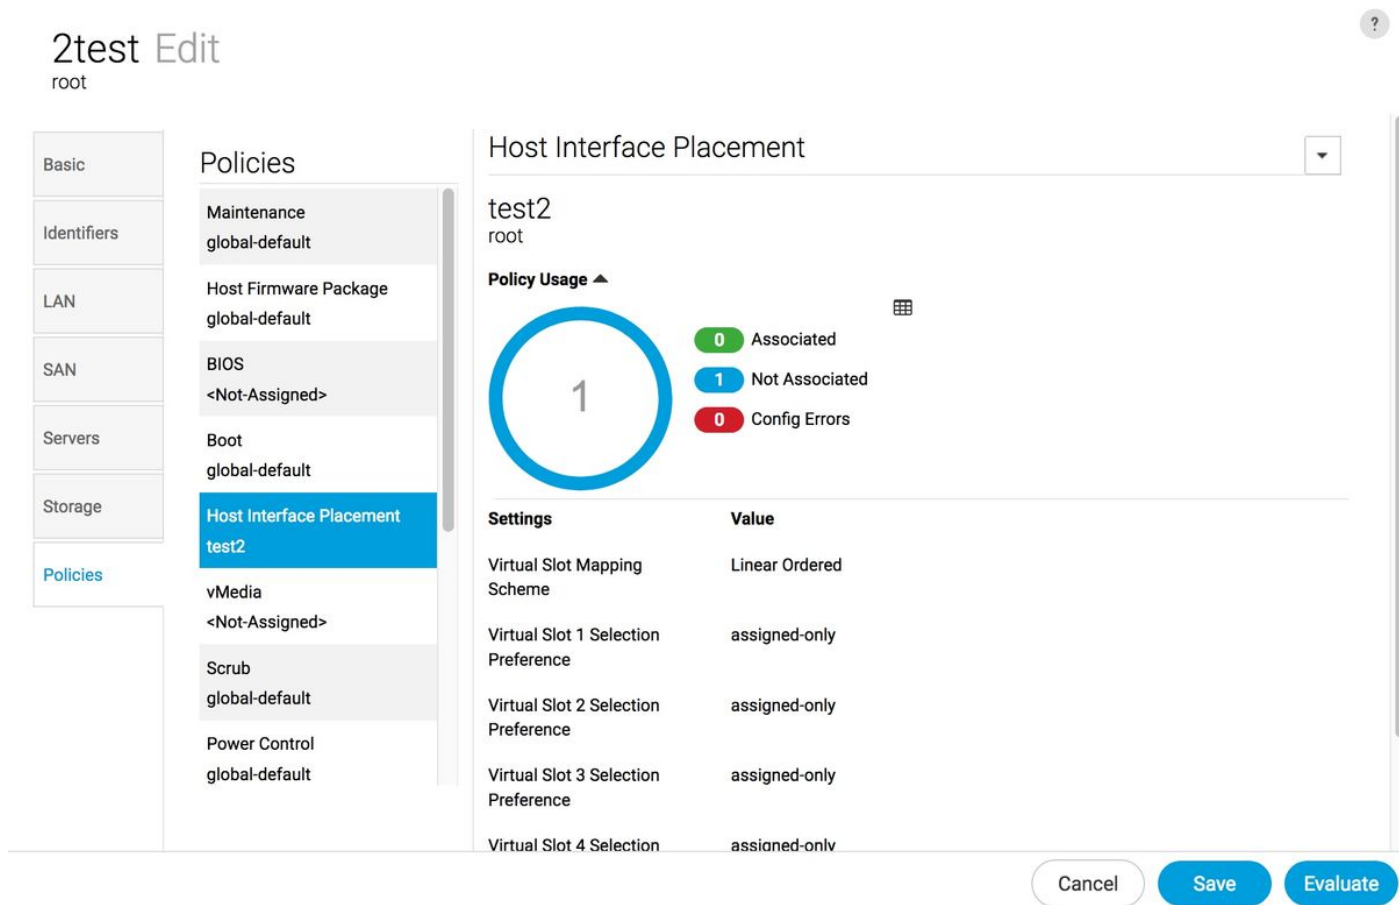 ?
2test Edit
root
Basic
Identifiers
LAN
SAN
Servers
Storage
Policies
Policies
Maintenance
global-default
Host Firmware Package
global-default
BIOS
<Not-Assigned>
Boot
global-default
Host Interface Placement
test2
vMedia
<Not-Assigned>
Scrub
global-default
Power Control
global-default
Host Interface Placement
test2
root
Policy Usage
1
0 Associated
1 Not Associated
0 Config Errors
Settings Value
Virtual Slot Mapping Linear Ordered
Scheme
Virtual Slot 1 Selection assigned-only
Preference
Virtual Slot 2 Selection assigned-only
Preference
Virtual Slot 3 Selection assigned-only
Preference
Virtual Slot 4 Selection assigned-only
Cancel Save Evaluate